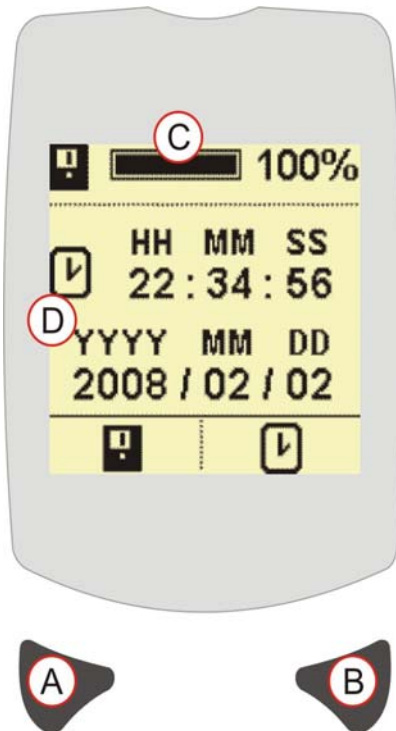 C
100%
HH MM SS
22 : 34 : 56
D
YYYY MM DD
2008 / 02 / 02
A B